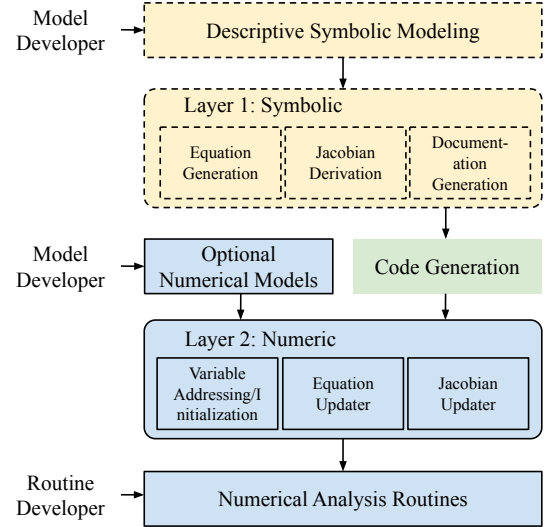 Model
Developer
Descriptive Symbolic Modeling
Layer 1: Symbolic
Equation
Generation
Jacobian
Derivation
Document-
ation
Generation
Model
Developer
Optional
Numerical Models
Code Generation
Layer 2: Numeric
Variable
Addressing/I
nitialization
Equation
Updater
Jacobian
Updater
Routine
Developer
Numerical Analysis Routines